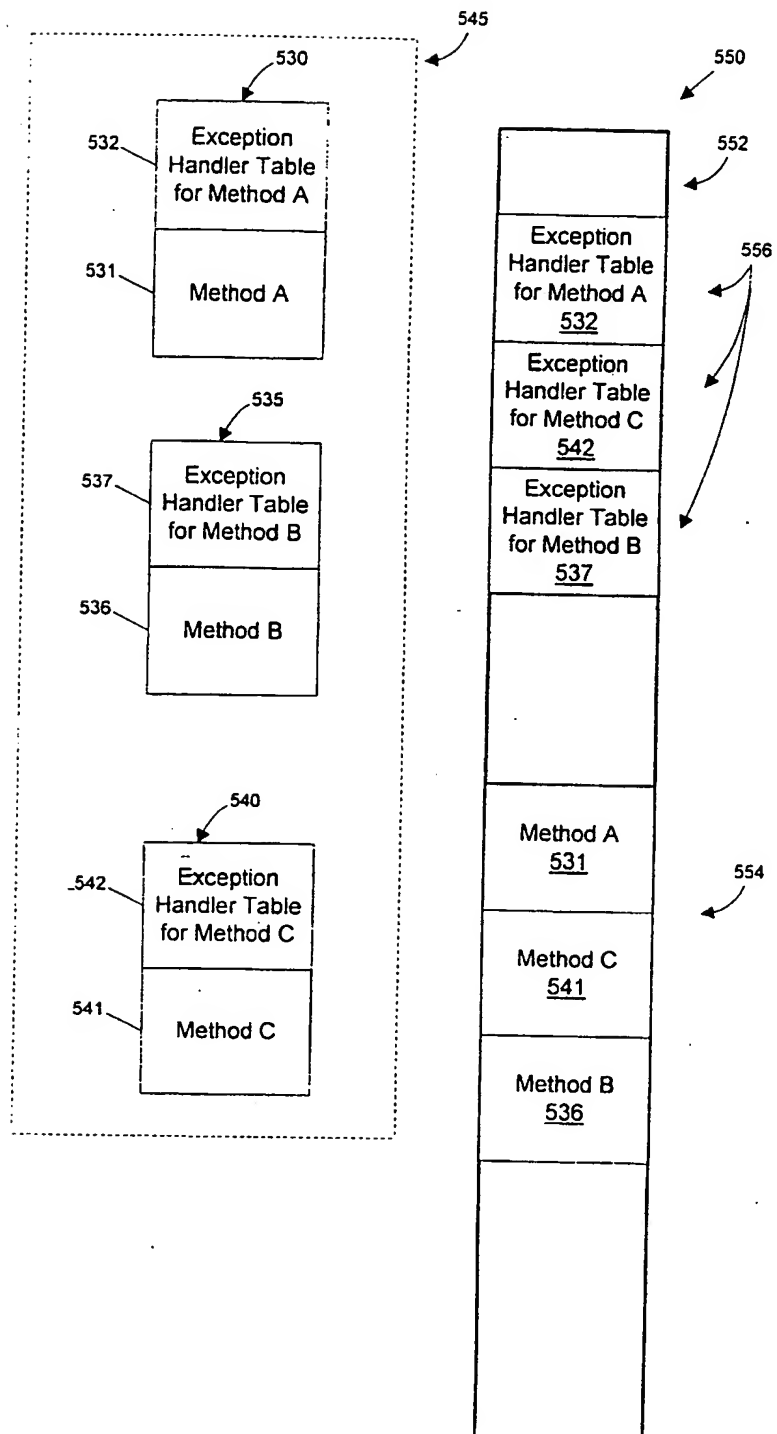 545
530
532
Exception
Handler Table
for Method A
531
Method A
535
537
Exception
Handler Table
for Method B
536
Method B
540
542
Exception
Handler Table
for Method C
541
Method C
550
552
Exception
Handler Table
for Method A
532
556
Exception
Handler Table
for Method C
542
Exception
Handler Table
for Method B
537
Method A
531
554
Method C
541
Method B
536